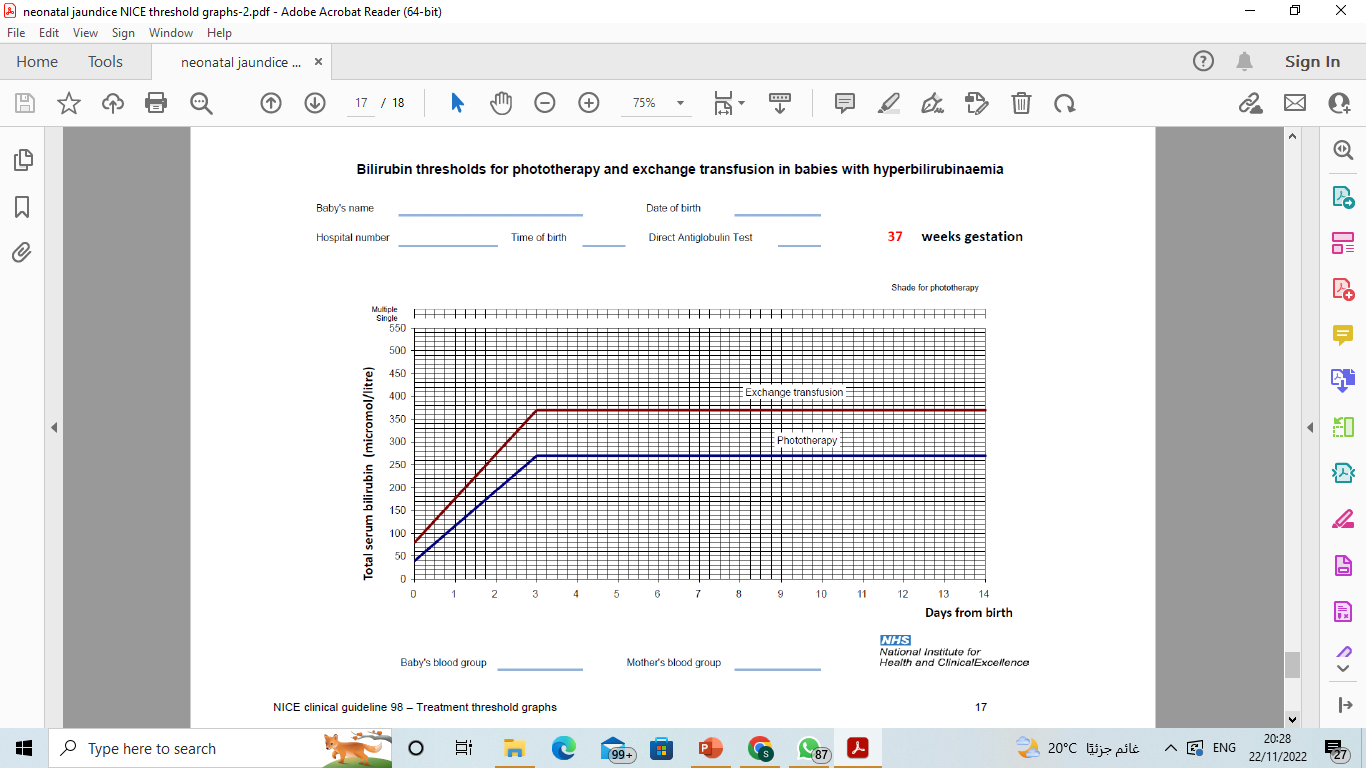 neonatal jaundice NICE threshold graphs-2.pdf - Adobe Acrobat Reader (64-bit)
File Edit View Sign Window Help
Home Tools neonatal jaundice ... × Sign In
17 / 18 75%
Bilirubin thresholds for phototherapy and exchange transfusion in babies with hyperbilirubinaemia
Baby's name Date of birth
Hospital number Time of birth Direct Antiglobulin Test 37 weeks gestation
Shade for phototherapy
Multiple
Single
550
500
450
400
350
300
250
200
150
100
50
0
Total serum bilirubin (micromol/litre)
Exchange transfusion
Phototherapy
0 1 2 3 4 5 6 7 8 9 10 11 12 13 14
Days from birth
NHS
National Institute for
Health and ClinicalExcellence
Baby's blood group Mother's blood group
NICE clinical guideline 98 – Treatment threshold graphs 17
Type here to search 99+ 87 20°C غائم جزئيًا ENG 20:28
22/11/2022 27